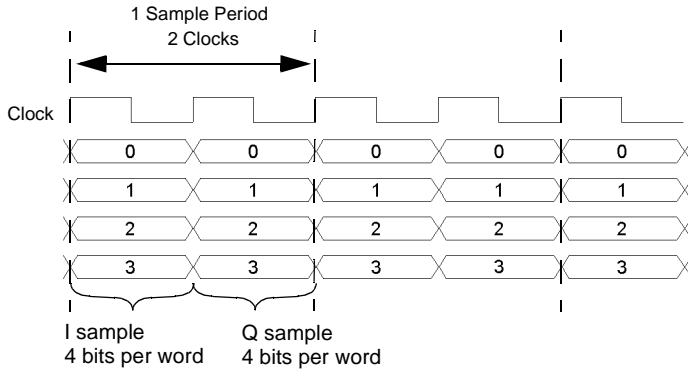 1 Sample Period
2 Clocks
Clock
0 0 0 0 0
1 1 1 1 1
2 2 2 2 2
3 3 3 3 3
I sample
4 bits per word
Q sample
4 bits per word